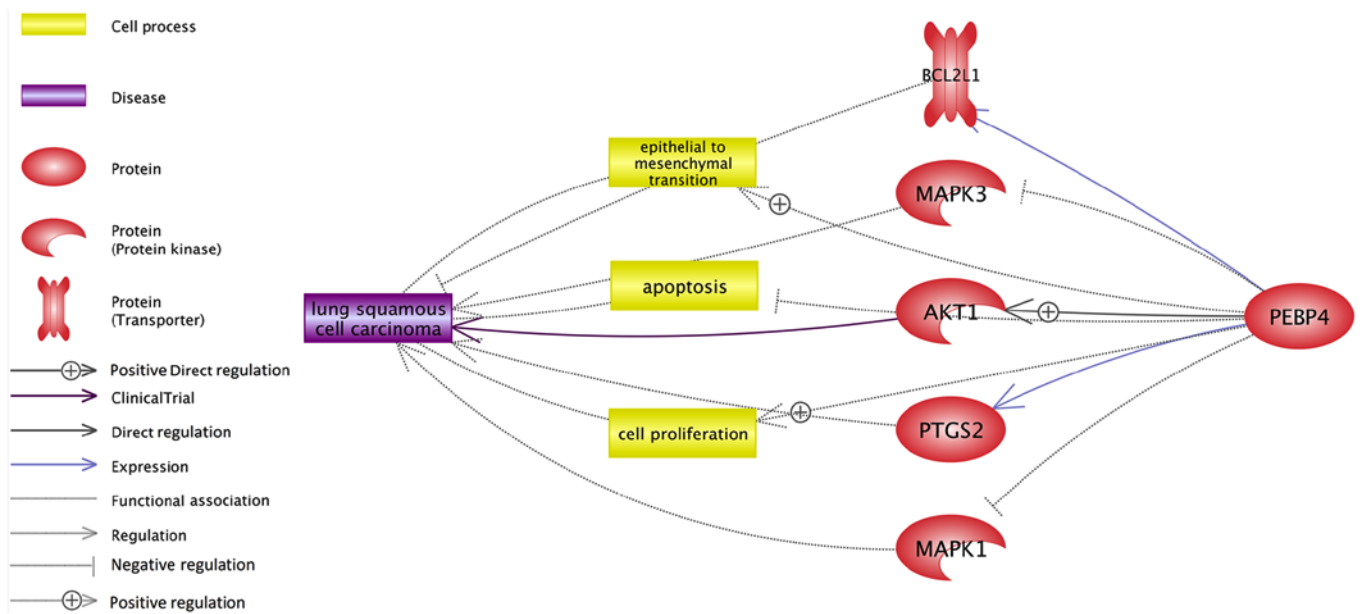 Cell process
Disease
Protein
Protein
(Protein kinase)
Protein
(Transporter)
Positive Direct regulation
ClinicalTrial
Direct regulation
Expression
Functional association
Regulation
Negative regulation
Positive regulation
lung squamous
cell carcinoma
epithelial to
mesenchymal
transition
apoptosis
cell proliferation
BCL2L1
MAPK3
AKT1
PTGS2
MAPK1
PEBP4